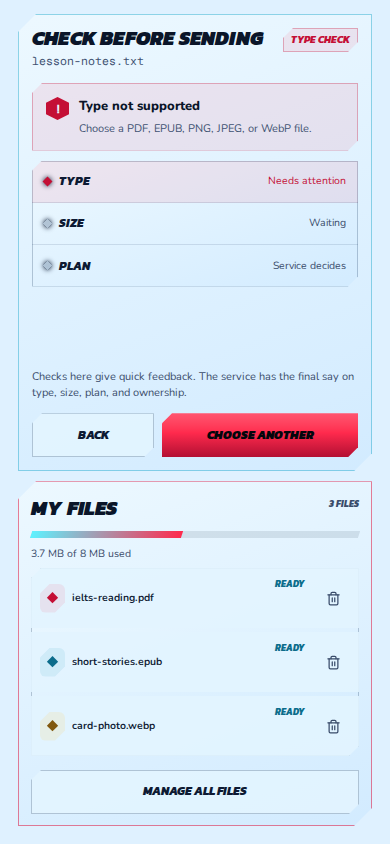 CHECK BEFORE SENDING
TYPE CHECK
lesson-notes.txt
!
Type not supported
Choose a PDF, EPUB, PNG, JPEG, or WebP file.
TYPE
Needs attention
SIZE
Waiting
PLAN
Service decides
Checks here give quick feedback. The service has the final say on
type, size, plan, and ownership.
BACK
CHOOSE ANOTHER
MY FILES
3 FILES
3.7 MB of 8 MB used
READY
ielts-reading.pdf
READY
short-stories.epub
READY
card-photo.webp
MANAGE ALL FILES